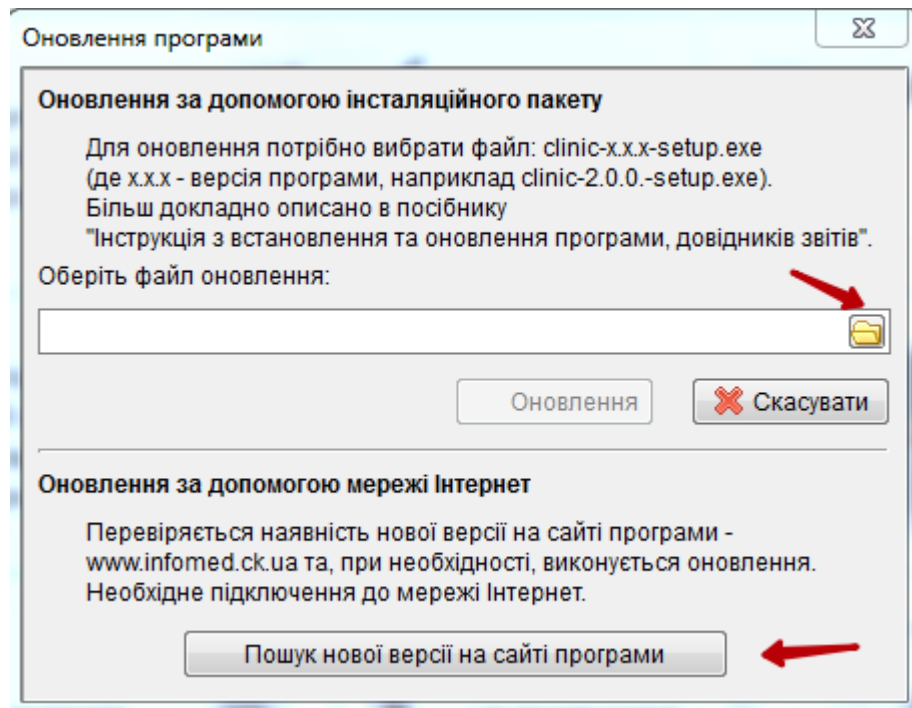 Оновлення програми
Оновлення за допомогою інсталяційного пакету
Для оновлення потрібно вибрати файл: clinic-x.x.x-setup.exe
(де x.x.x - версія програми, наприклад clinic-2.0.0.-setup.exe).
Більш докладно описано в посібнику
"Інструкція з встановлення та оновлення програми, довідників звітів".
Оберіть файл оновлення:
Оновлення
Скасувати
Оновлення за допомогою мережі Інтернет
Перевіряється наявність нової версії на сайті програми -
www.infomed.ck.ua та, при необхідності, виконується оновлення.
Необхідне підключення до мережі Інтернет.
Пошук нової версії на сайті програми